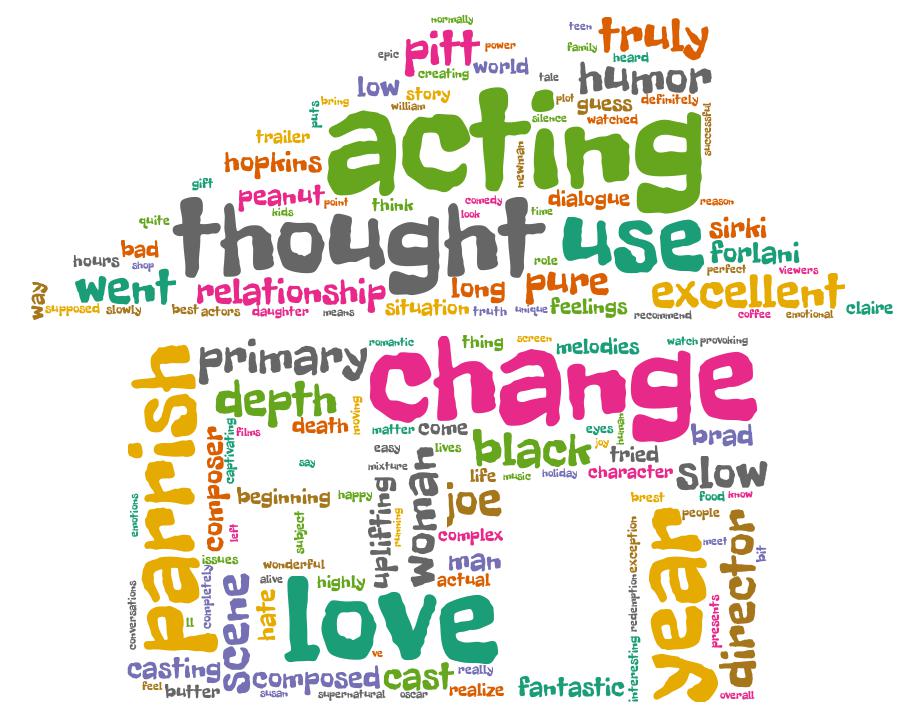 normally
teen
truly
pitt
power
epic
family
heard
creating
world
tale
humor
low
story
puts
bring
william
plot
guess
definitely
successful
acting
silence
watched
trailer
newman
hopkins
gift
peanut
point
kids
think
comedy
look
time
dialogue
reason
quite
thought
use
sirki
bad
forlani
hours
shop
role
perfect
viewers
way
went
relationship
long
pure
excellent
supposed
slowly
best
actors
daughter
means
situation
truth
unique
feelings
recommend
coffee
emotional
claire
parrish
primary
romantic
change
thing
screen
melodies
watch
provoking
depth
moving
death
matter
come
eyes
human
brad
composer
captivating
films
black
joy
tried
say
easy
lives
mixture
woman
life
music
holiday
character
slow
beginning
happy
uplifting
joe
brest
food
know
emotions
left
subject
running
complex
year
people
director
exception
meet
bit
issues
wonderful
man
actual
completely
scene
alive
highly
love
hate
conversations
ll
redemption
presents
interesting
ve
casting
composed
cast
really
feel
butter
susan
supernatural
oscar
realize
fantastic
overall